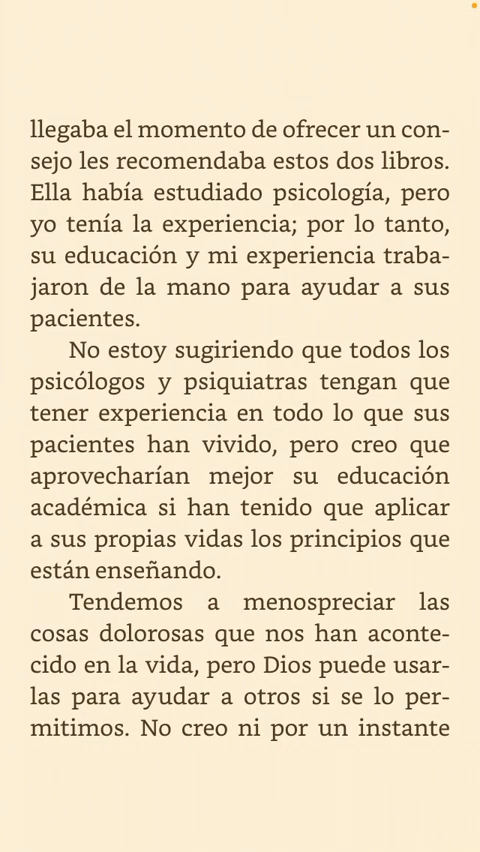 llegaba el momento de ofrecer un con-
sejo les recomendaba estos dos libros.
Ella había estudiado psicología, pero
yo tenía la experiencia; por lo tanto,
su educación y mi experiencia traba-
jaron de la mano para ayudar a sus
pacientes.
No estoy sugiriendo que todos los
psicólogos y psiquiatras tengan que
tener experiencia en todo lo que sus
pacientes han vivido, pero creo que
aprovecharían mejor su educación
académica si han tenido que aplicar
a sus propias vidas los principios que
están enseñando.
Tendemos a menospreciar las
cosas dolorosas que nos han aconte-
cido en la vida, pero Dios puede usar-
las para ayudar a otros si se lo per-
mitimos. No creo ni por un instante